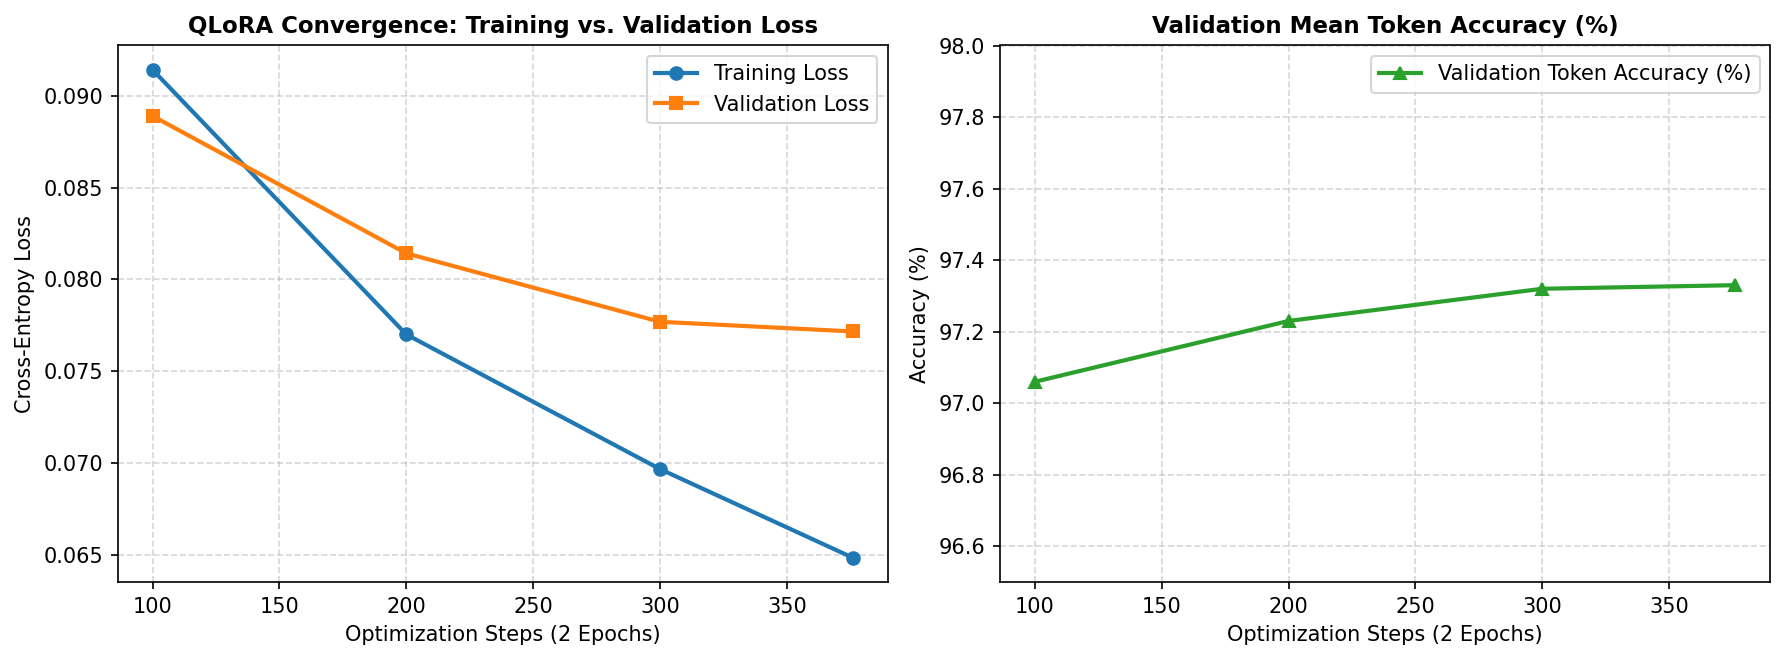 QLoRA Convergence: Training vs. Validation Loss
Training Loss
Validation Loss
Cross-Entropy Loss
0.090
0.085
0.080
0.075
0.070
0.065
100 150 200 250 300 350
Optimization Steps (2 Epochs)
Validation Mean Token Accuracy (%)
Validation Token Accuracy (%)
Accuracy (%)
98.0
97.8
97.6
97.4
97.2
97.0
96.8
96.6
100 150 200 250 300 350
Optimization Steps (2 Epochs)